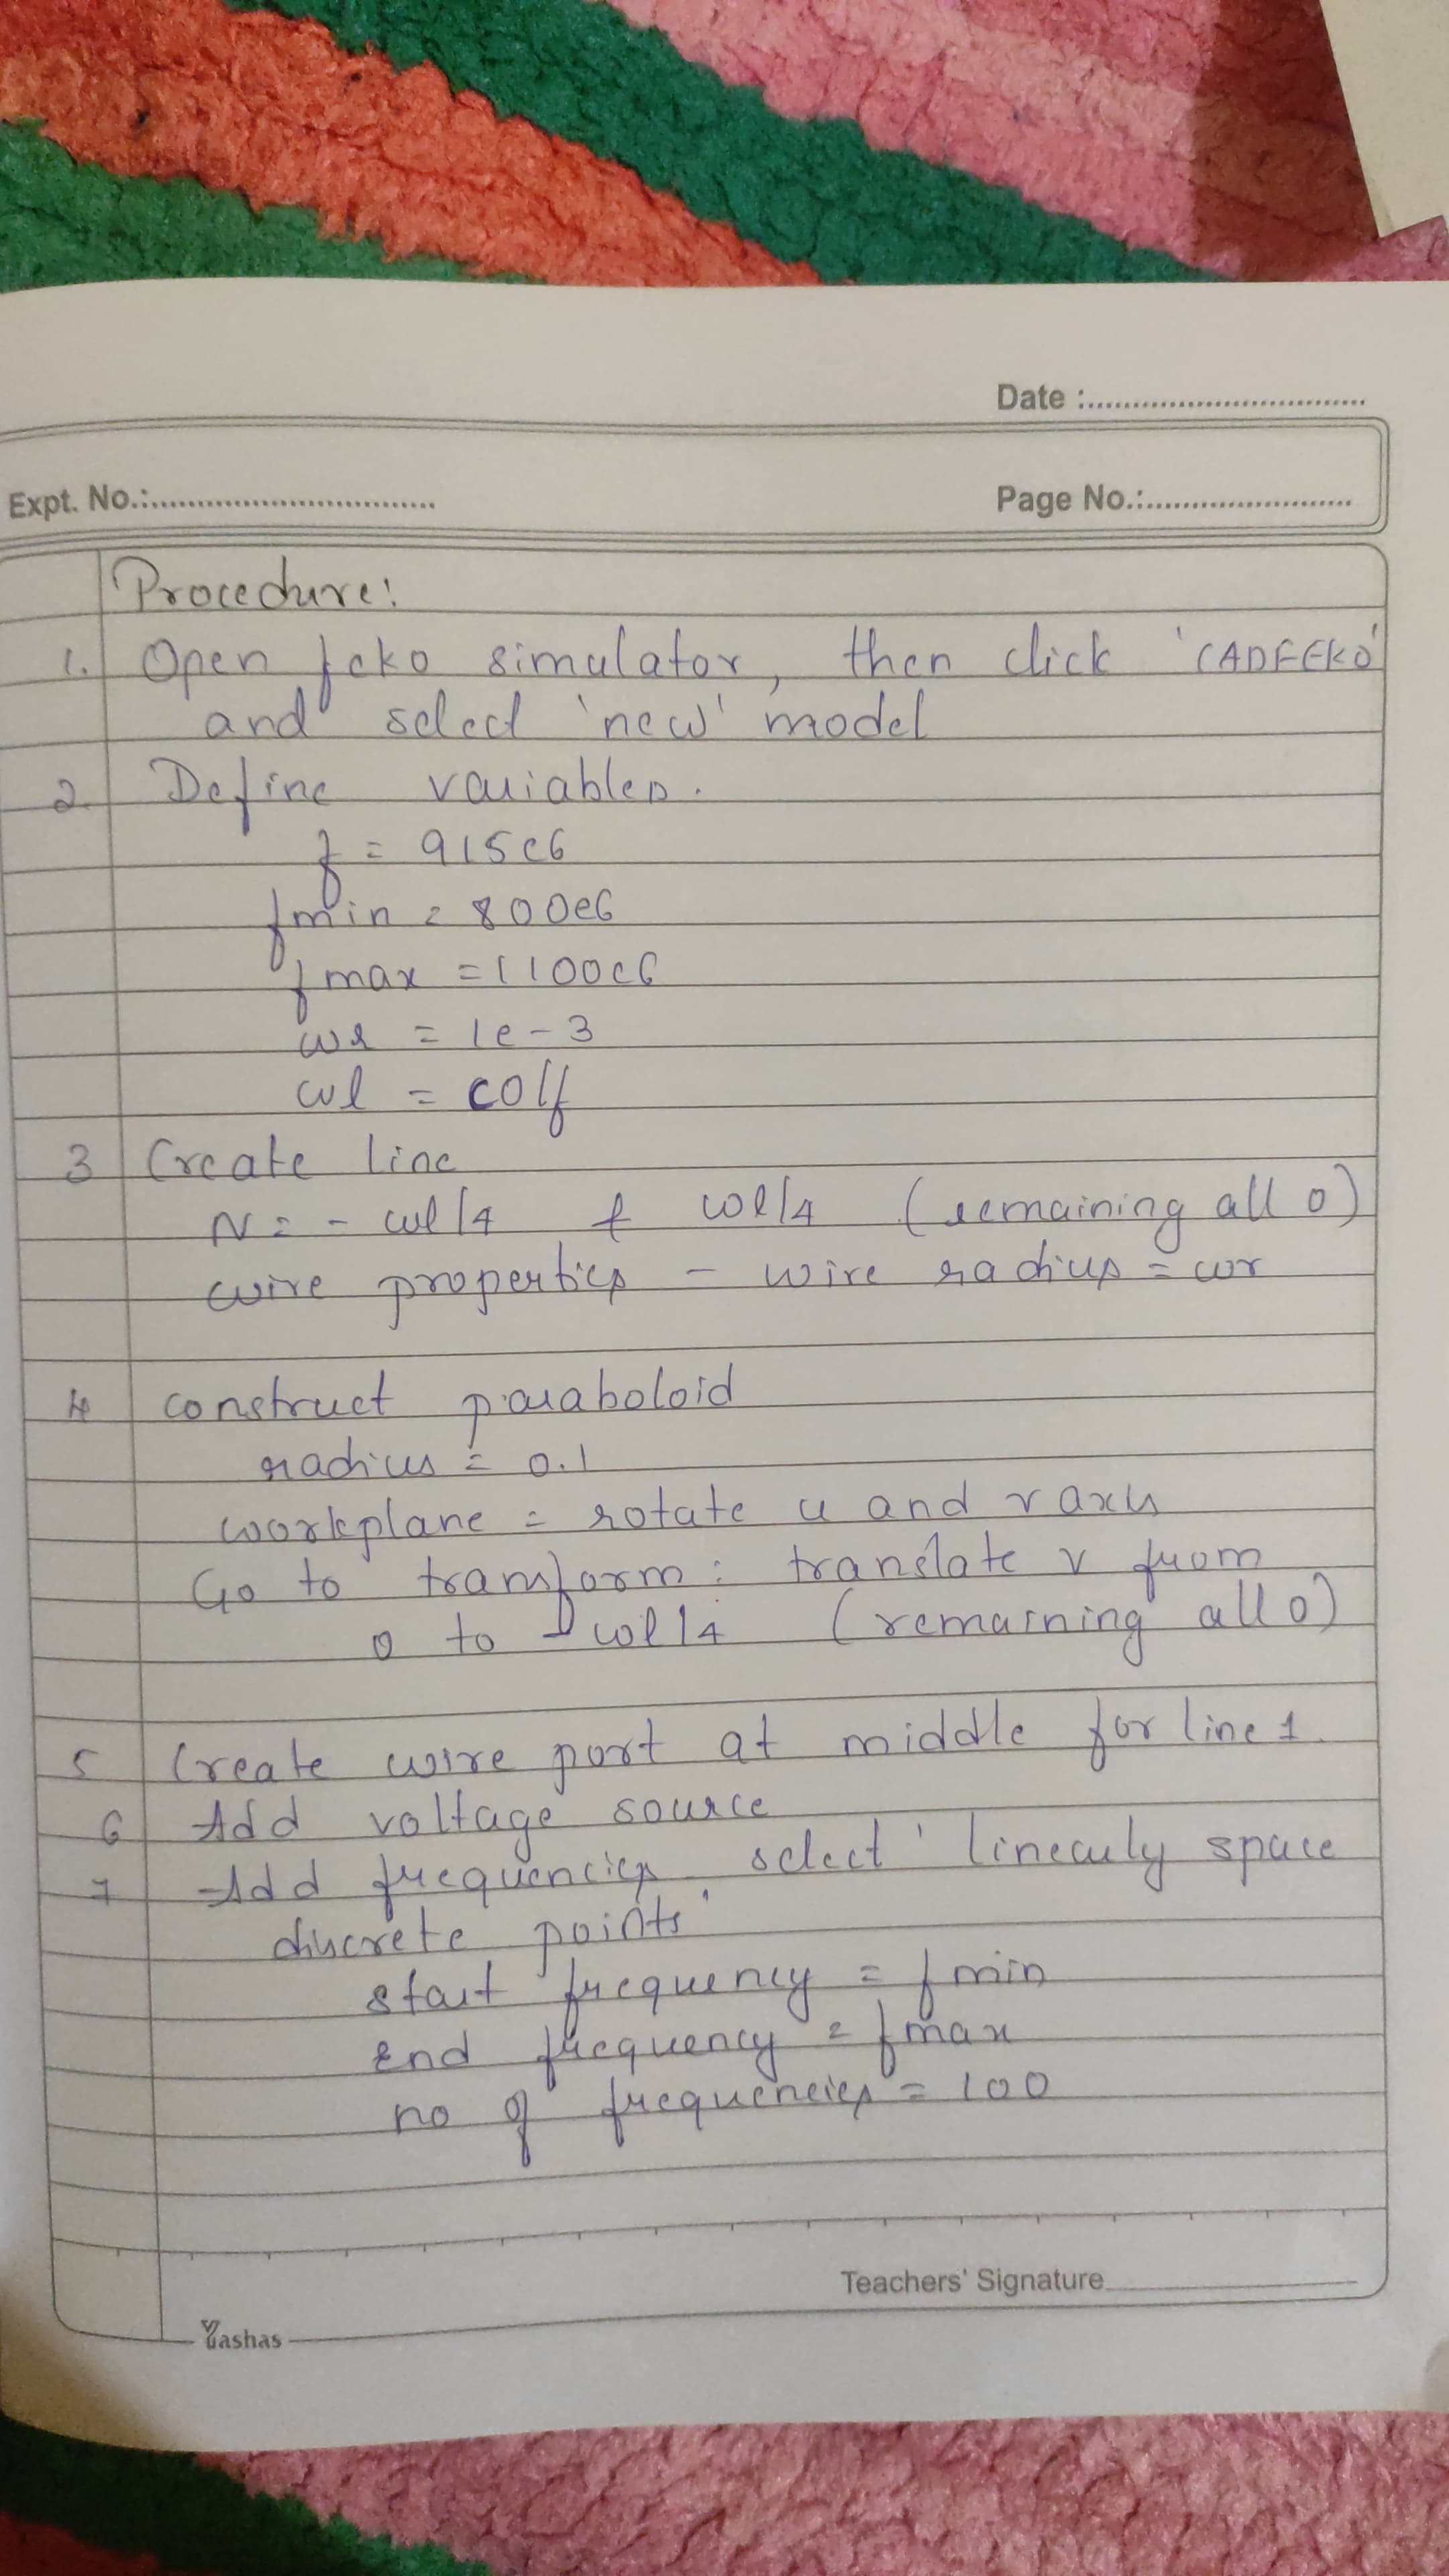 Date :
Expt. No.:
Page No.:
Procedure:
1. Open feko simulator, then click 'CADFEKO'
and select 'new' model
2. Define variables.
f = 915e6
fmin = 800e6
fmax = 1100e6
wr = 1e-3
wl = c0/f
3 Create line
N = - wl/4 & wl/4 (remaining all 0)
wire properties - wire radius = wr
4 construct paraboloid
radius = 0.1
workplane = rotate u and v axis
Go to transform: translate v from
0 to - wl/4 (remaining all 0)
5 Create wire port at middle for line 1.
6 Add voltage source
7 Add frequencies select 'linearly space
discrete points'
start frequency = fmin
End frequency = fmax
no of frequencies = 100
Teachers' Signature
Yashas